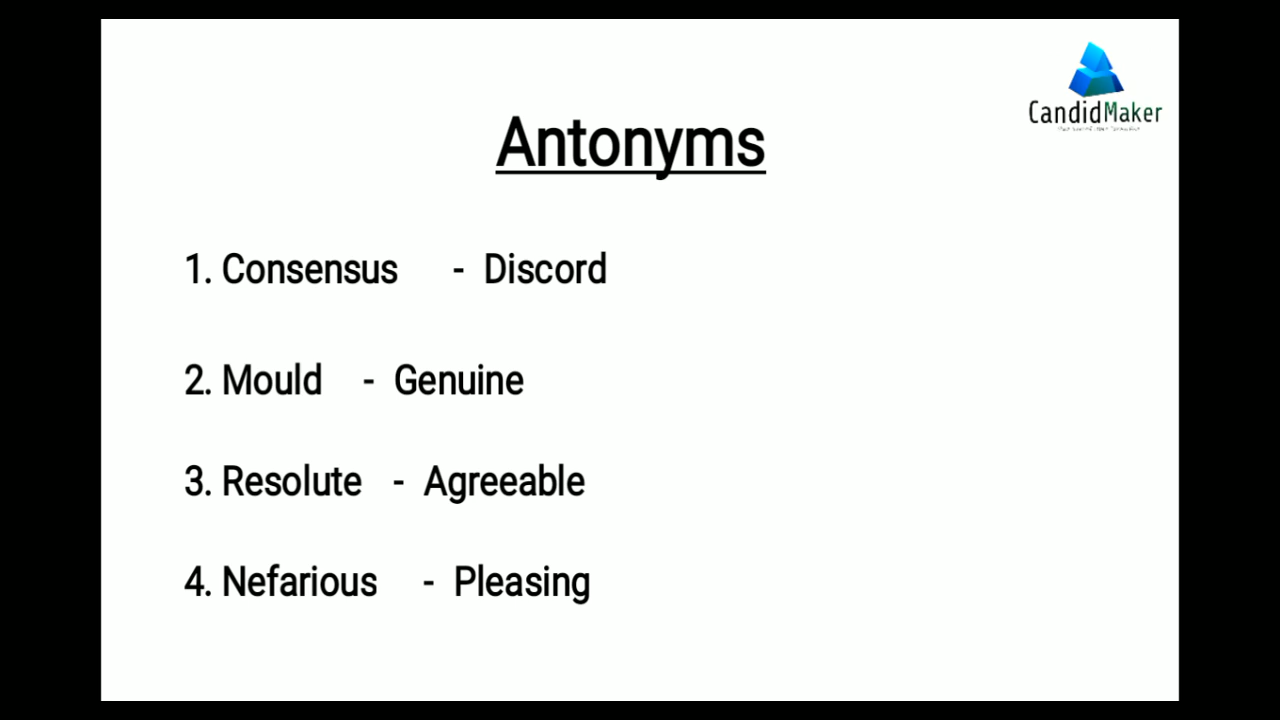 CandidMaker
Antonyms
1. Consensus - Discord
2. Mould - Genuine
3. Resolute - Agreeable
4. Nefarious - Pleasing